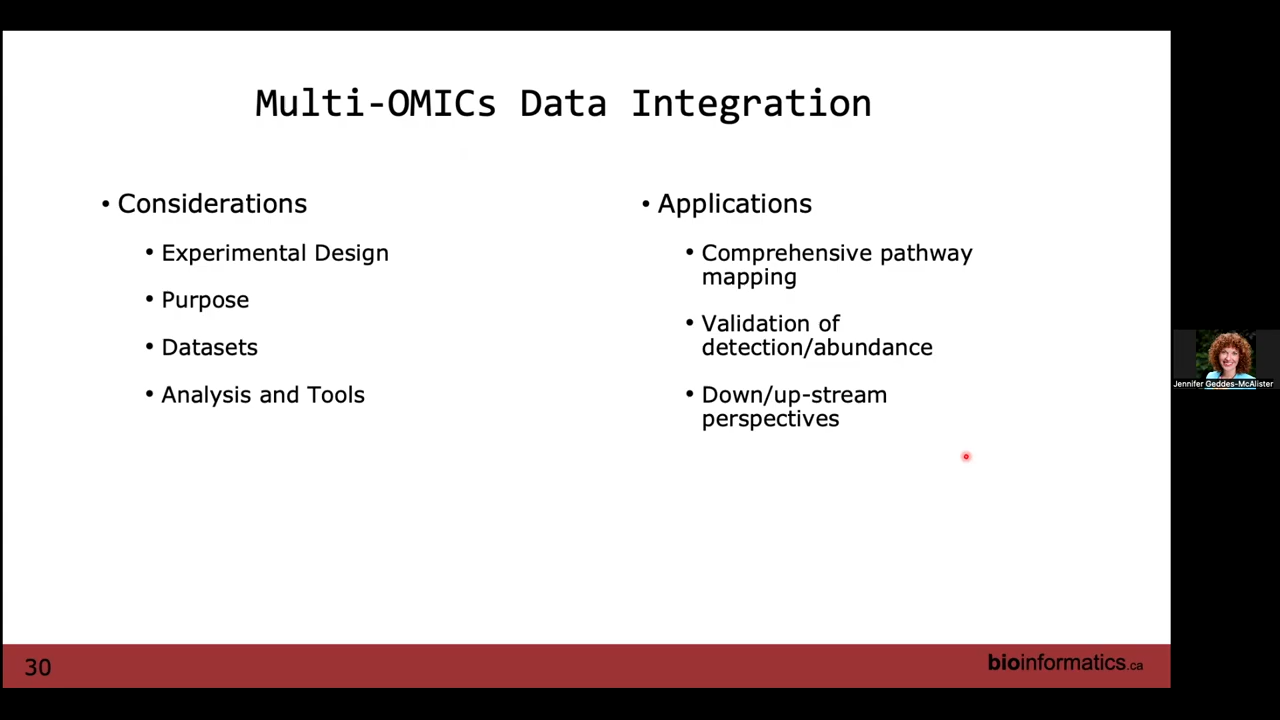 Multi-OMICs Data Integration
• Considerations
• Experimental Design
• Purpose
• Datasets
• Analysis and Tools
• Applications
• Comprehensive pathway
mapping
• Validation of
detection/abundance
• Down/up-stream
perspectives
Jennifer Geddes-McAlister
30
bioinformatics.ca